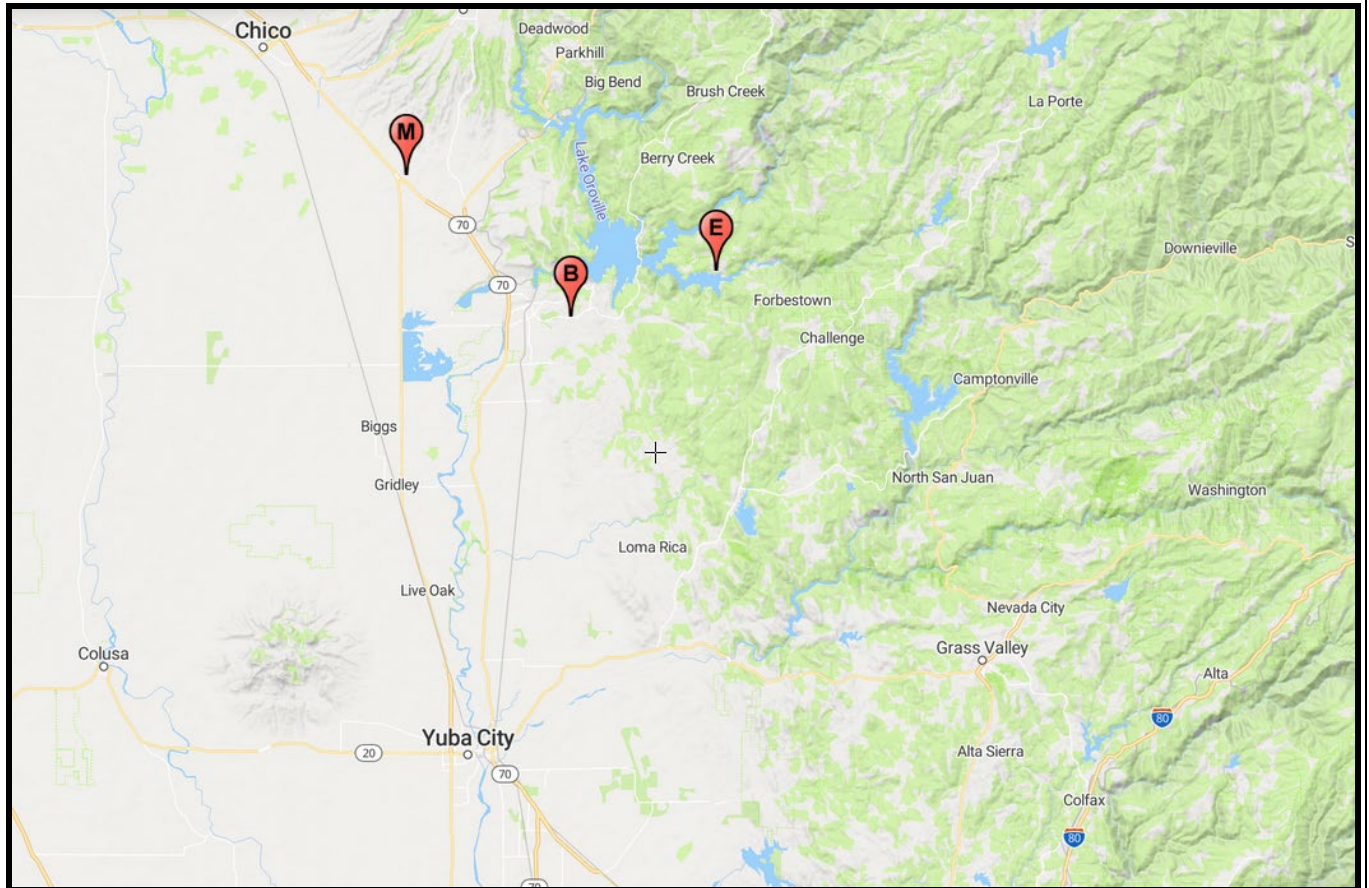 Chico
Deadwood
Parkhill
Big Bend
Brush Creek
La Porte
M
Berry Creek
Lake Oroville
70
E
Downieville
S
B
70
Forbestown
Challenge
Camptonville
Biggs
Gridley
North San Juan
Washington
Loma Rica
Live Oak
Nevada City
Grass Valley
Colusa
Alta
80
Yuba City
20
70
Alta Sierra
Colfax
80
70